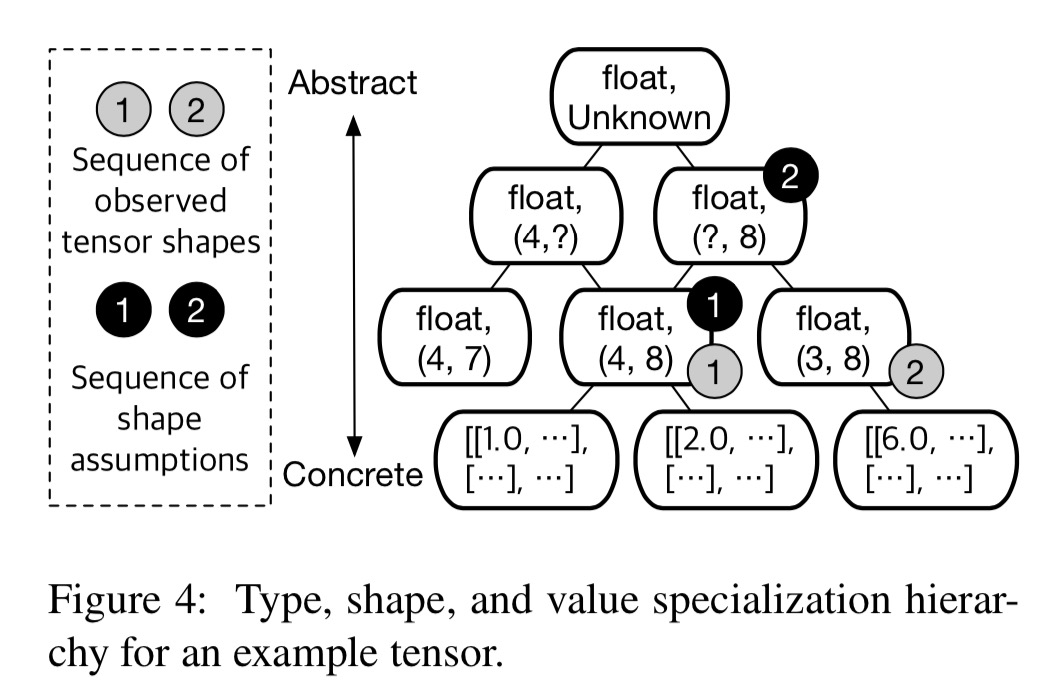 1 2
Sequence of
observed
tensor shapes
1 2
Sequence of
shape
assumptions
Abstract
Concrete
float,
Unknown
float,
(4,?)
float,
(?, 8)
2
float,
(4, 7)
float,
(4, 8)
1
1
float,
(3, 8)
2
[[1.0, ⋯],
[⋯], ⋯]
[[2.0, ⋯],
[⋯], ⋯]
[[6.0, ⋯],
[⋯], ⋯]
Figure 4: Type, shape, and value specialization hierar-
chy for an example tensor.